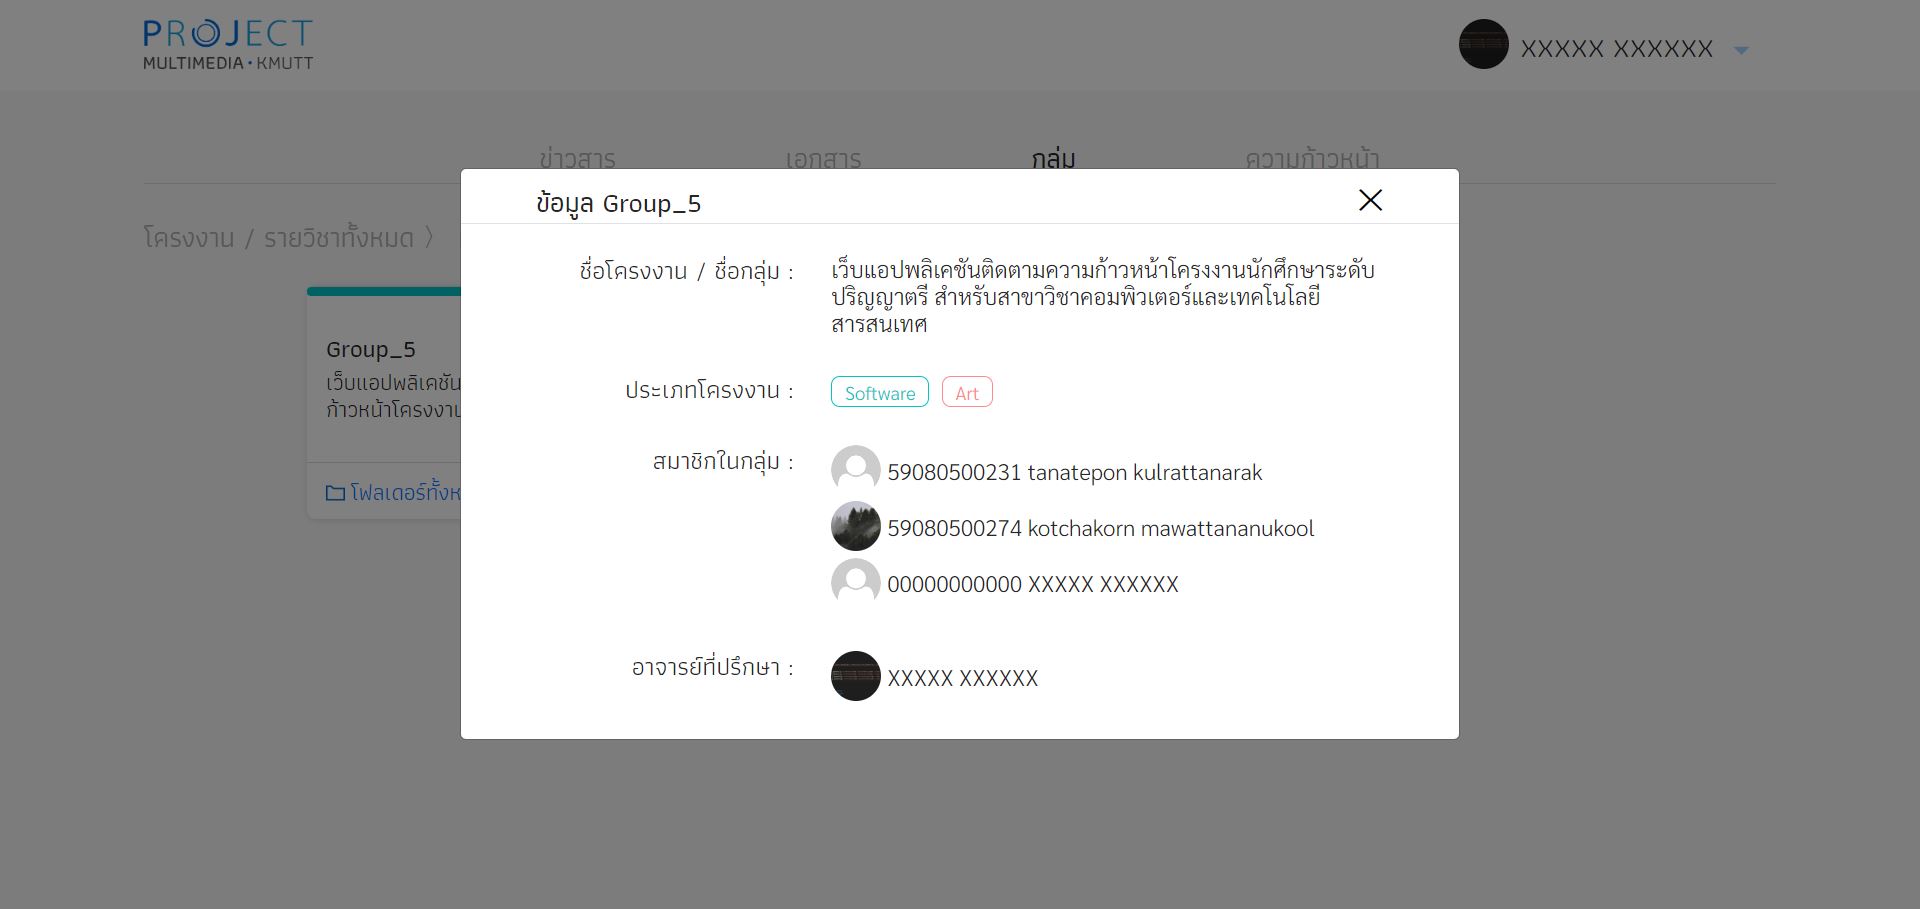 PROJECT
MULTIMEDIA • KMUTT
XXXXX XXXXXX
ข่าวสาร
เอกสาร
กลุ่ม
ความก้าวหน้า
โครงงาน / รายวิชาทั้งหมด 〉
Group_5
เว็บแอปพลิเคชัน
ก้าวหน้าโครงงาน
โฟลเดอร์ทั้งห
ข้อมูล Group_5
ชื่อโครงงาน / ชื่อกลุ่ม :
เว็บแอปพลิเคชันติดตามความก้าวหน้าโครงงานนักศึกษาระดับ
ปริญญาตรี สำหรับสาขาวิชาคอมพิวเตอร์และเทคโนโลยี
สารสนเทศ
ประเภทโครงงาน :
Software Art
สมาชิกในกลุ่ม :
59080500231 tanatepon kulrattanarak
59080500274 kotchakorn mawattananukool
00000000000 XXXXX XXXXXX
อาจารย์ที่ปรึกษา :
XXXXX XXXXXX